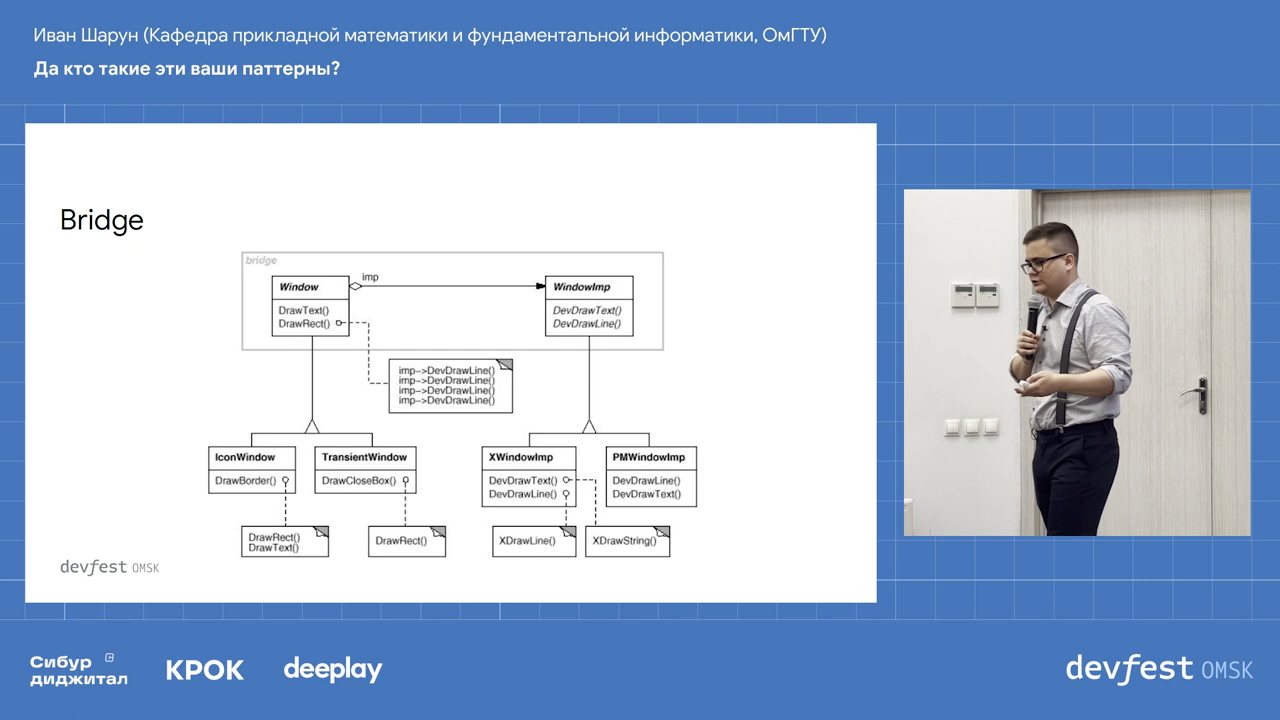 Иван Шарун (Кафедра прикладной математики и фундаментальной информатики, ОмГТУ)
Да кто такие эти ваши паттерны?
Bridge
bridge
imp
Window
DrawText()
DrawRect()
WindowImp
DevDrawText()
DevDrawLine()
imp->DevDrawLine()
imp->DevDrawLine()
imp->DevDrawLine()
imp->DevDrawLine()
IconWindow
DrawBorder()
TransientWindow
DrawCloseBox()
XWindowImp
DevDrawText()
DevDrawLine()
PMWindowImp
DevDrawLine()
DevDrawText()
DrawRect()
DrawText()
DrawRect()
XDrawLine()
XDrawString()
devfest OMSK
Сибур
диджитал
КРОК
deeplay
devfest OMSK